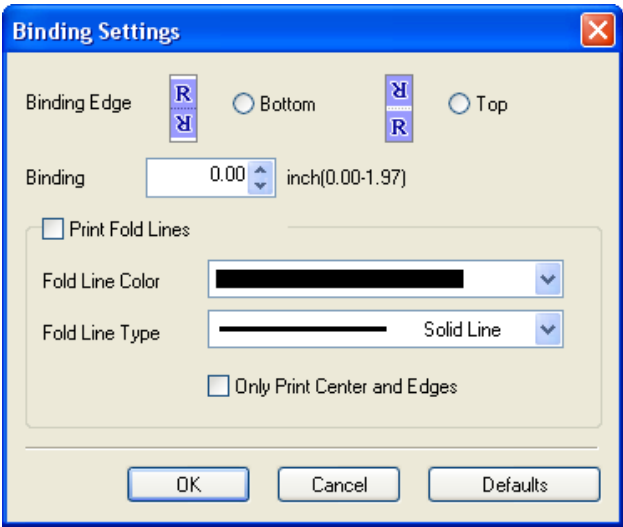 Binding Settings
Binding Edge R R Bottom R R Top
Binding 0.00 inch(0.00-1.97)
Print Fold Lines
Fold Line Color
Fold Line Type Solid Line
Only Print Center and Edges
OK Cancel Defaults